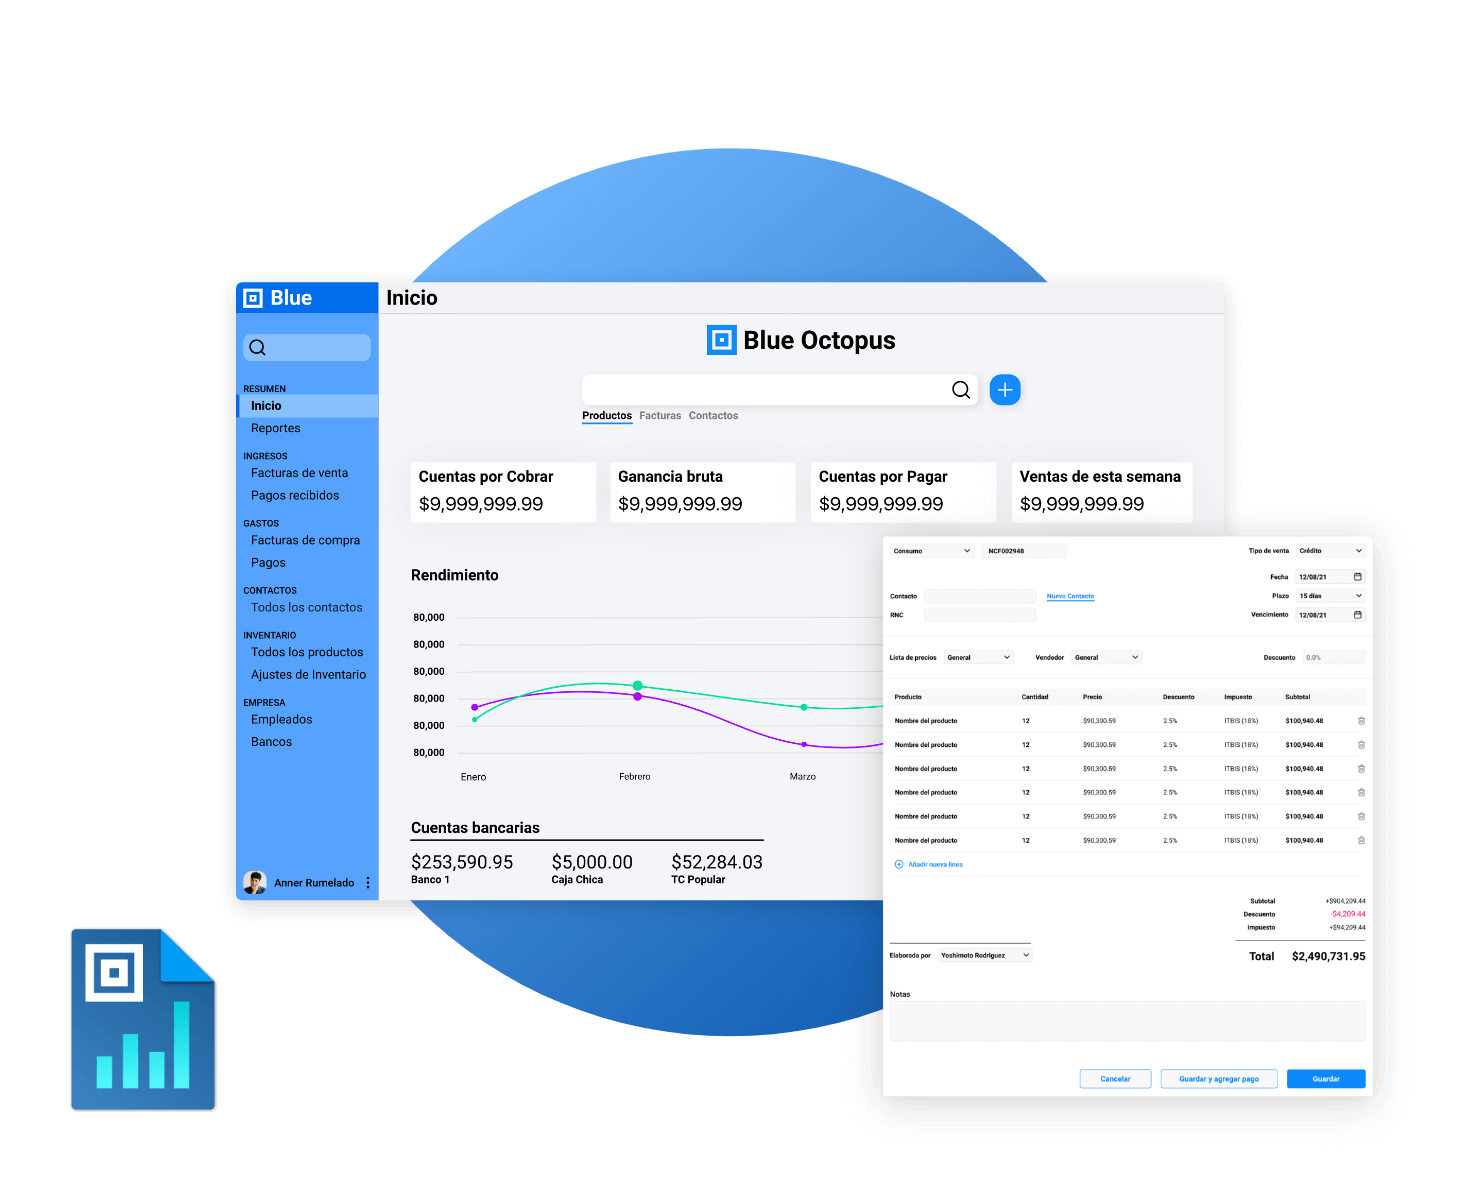 Blue
Inicio
Blue Octopus
Productos Facturas Contactos
RESUMEN
Inicio
Reportes
INGRESOS
Facturas de venta
Pagos recibidos
GASTOS
Facturas de compra
Pagos
CONTACTOS
Todos los contactos
INVENTARIO
Todos los productos
Ajustes de Inventario
EMPRESA
Empleados
Bancos
Anner Rumelado
Cuentas por Cobrar
$9,999,999.99
Ganancia bruta
$9,999,999.99
Cuentas por Pagar
$9,999,999.99
Ventas de esta semana
$9,999,999.99
Rendimiento
80,000
80,000
80,000
80,000
80,000
80,000
Enero Febrero Marzo
Cuentas bancarias
$253,590.95 $5,000.00 $52,284.03
Banco 1 Caja Chica TC Popular
Consumo NCF002948 Tipo de venta Crédito
Fecha 12/08/21
Contacto Nuevo Contacto Plazo 15 días
RNC Vencimiento 12/08/21
Lista de precios General Vendedor General Descuento 0.0%
Producto Cantidad Precio Descuento Impuesto Subtotal
Nombre del producto 12 $90,300.59 2.5% ITBIS (18%) $100,940.48
Nombre del producto 12 $90,300.59 2.5% ITBIS (18%) $100,940.48
Nombre del producto 12 $90,300.59 2.5% ITBIS (18%) $100,940.48
Nombre del producto 12 $90,300.59 2.5% ITBIS (18%) $100,940.48
Nombre del producto 12 $90,300.59 2.5% ITBIS (18%) $100,940.48
Nombre del producto 12 $90,300.59 2.5% ITBIS (18%) $100,940.48
Añadir nueva línea
Subtotal +$904,209.44
Descuento -$4,209.44
Impuesto +$94,209.44
Elaborada por Yoshimoto Rodríguez Total $2,490,731.95
Notas
Cancelar Guardar y agregar pago Guardar